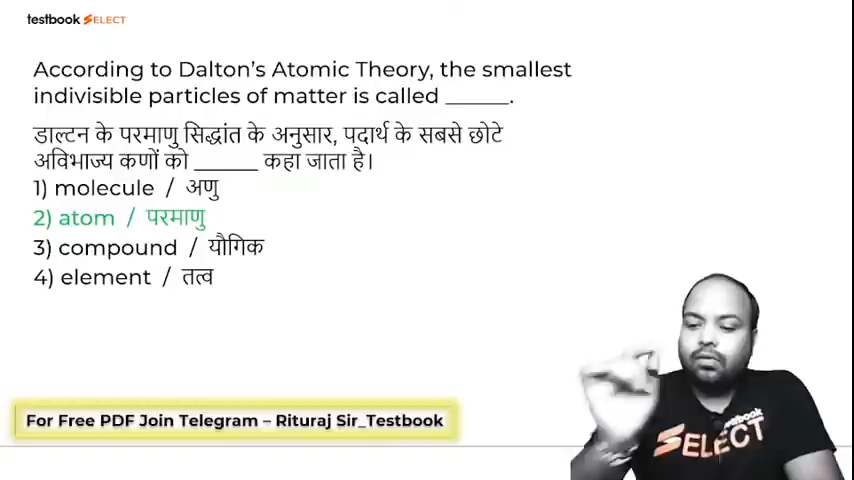 testbook SELECT
According to Dalton's Atomic Theory, the smallest
indivisible particles of matter is called ______.
डाल्टन के परमाणु सिद्धांत के अनुसार, पदार्थ के सबसे छोटे
अविभाज्य कणों को ______ कहा जाता है।
1) molecule / अणु
2) atom / परमाणु
3) compound / यौगिक
4) element / तत्व
For Free PDF Join Telegram – Rituraj Sir_Testbook
testbook
SELECT